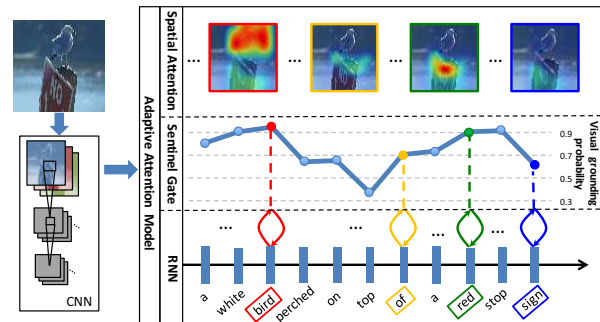 Spatial Attention
... ... ... ...
Adaptive Attention Model
Sentinel Gate
0.9
0.7
0.5
0.3
Visual grounding
probability
... ... ... ...
RNN
CNN
a white bird perched on top of a red stop sign